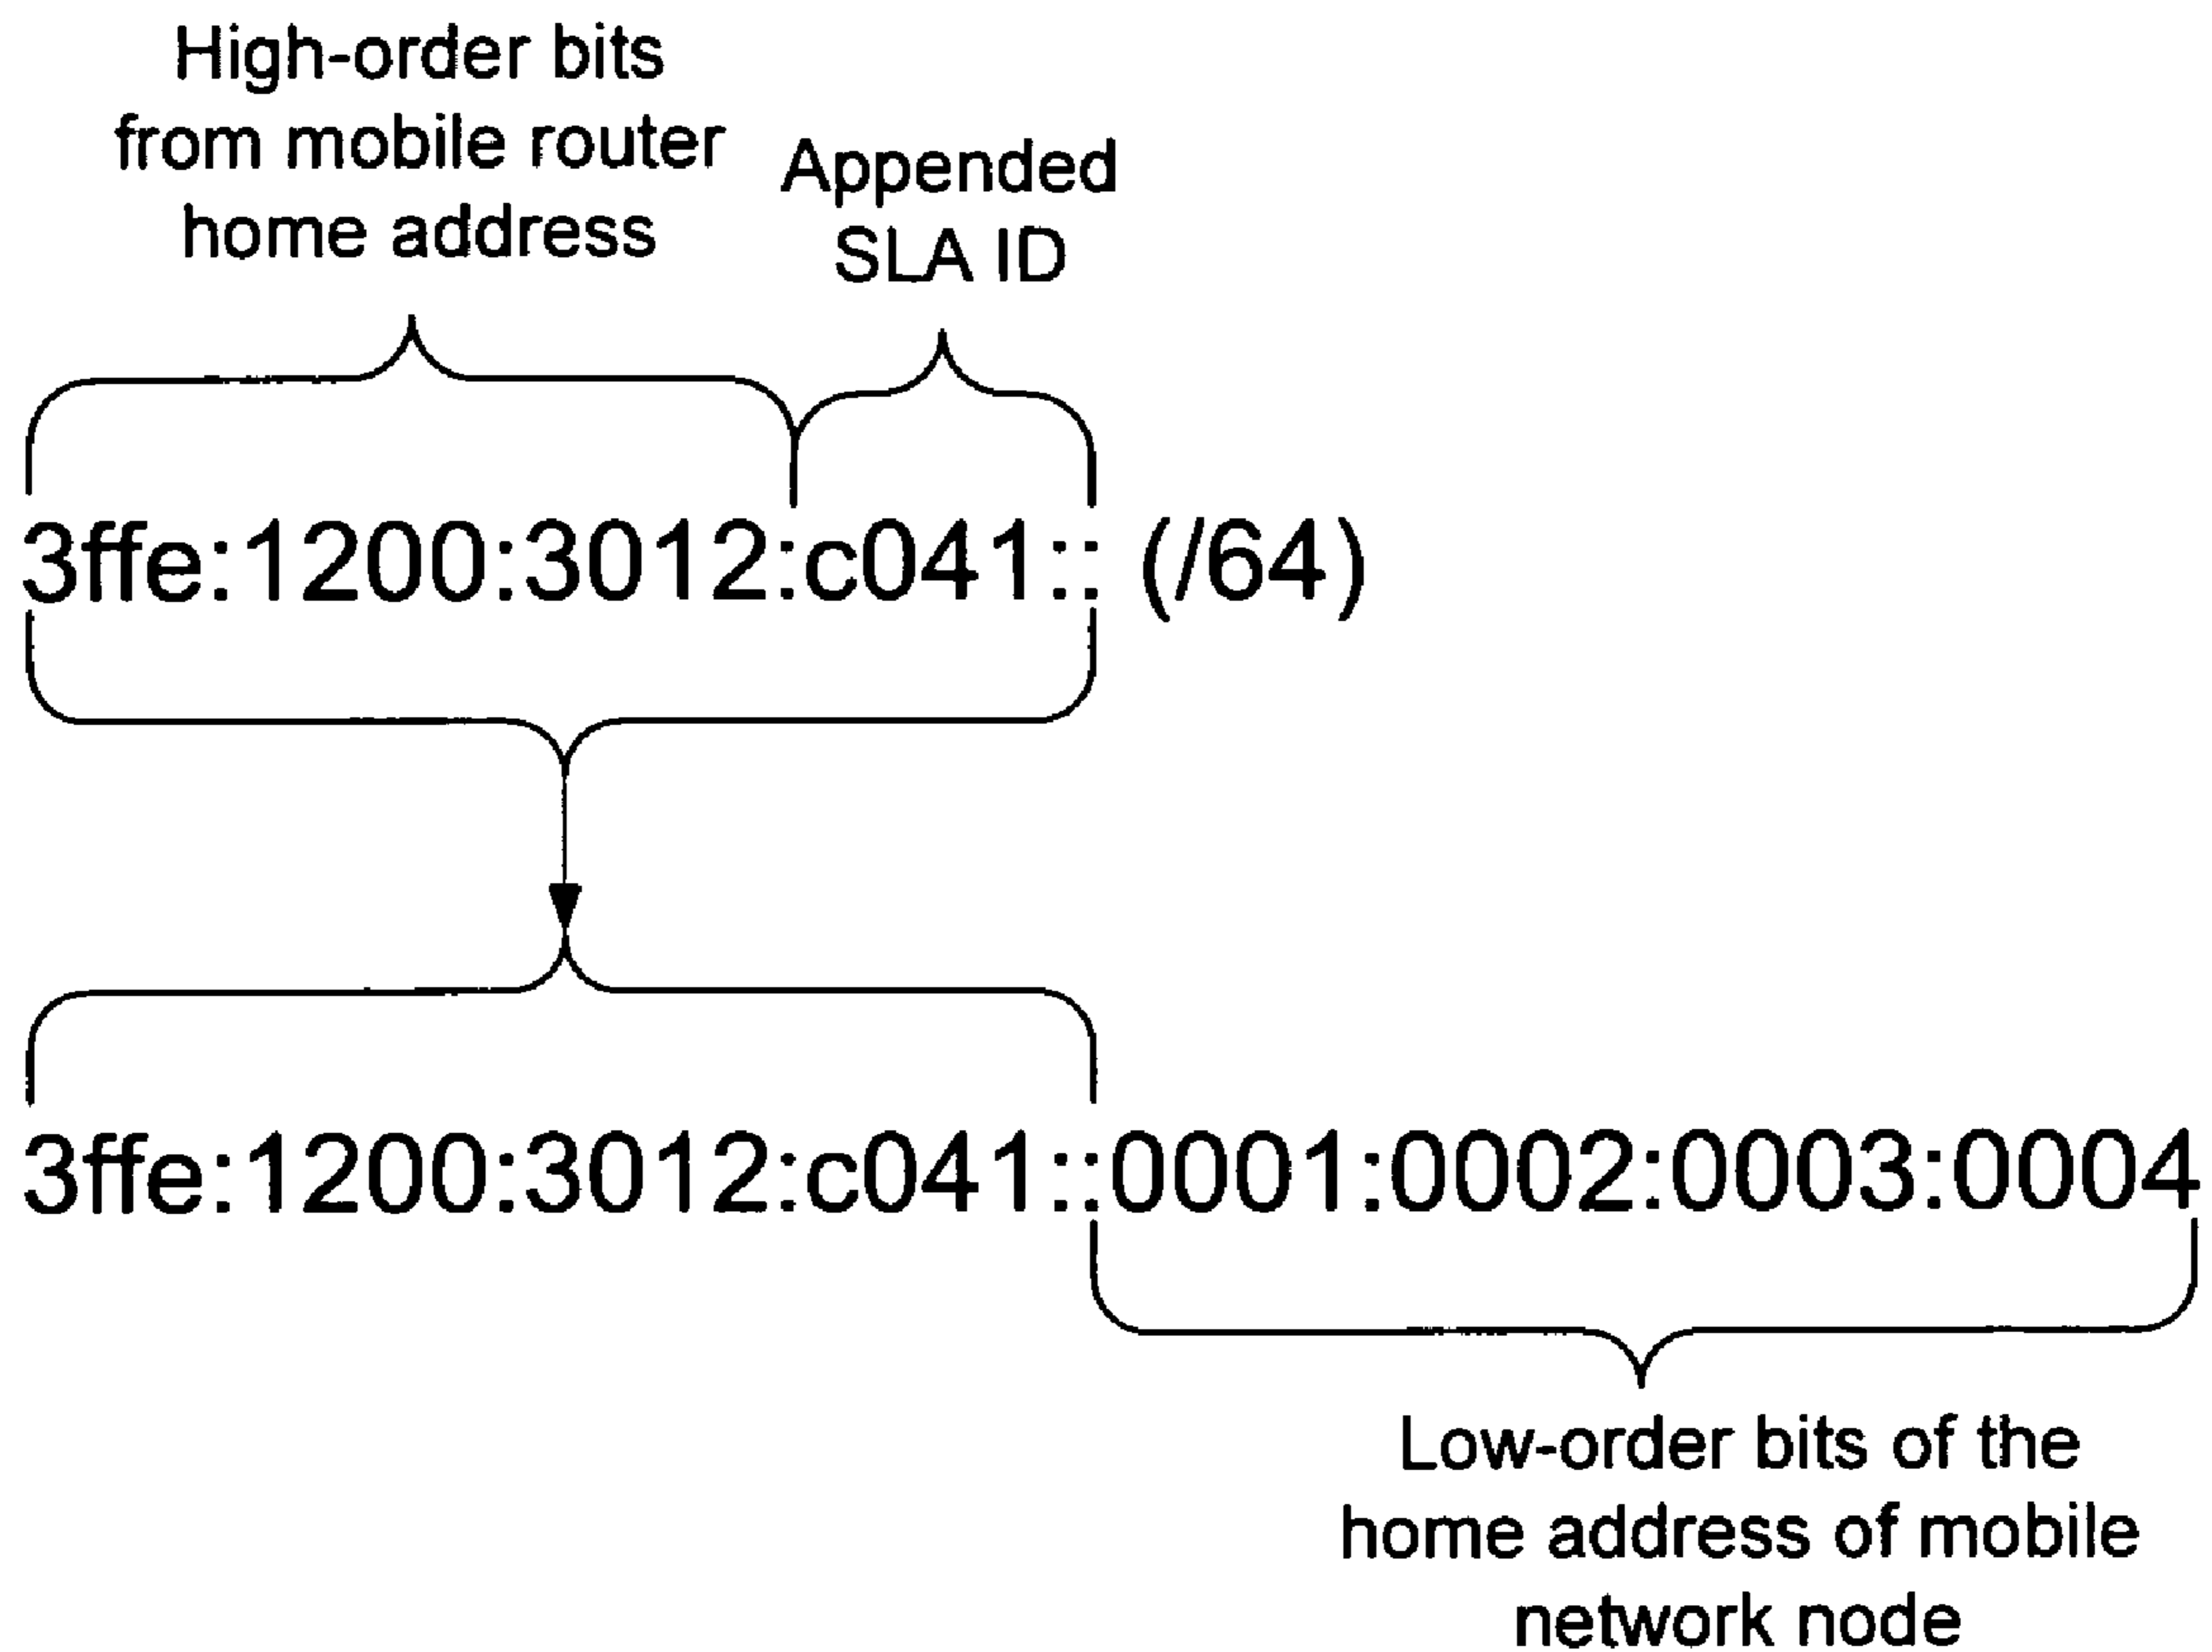 High-order bits
from mobile router
home address
Appended
SLA ID
3ffe:1200:3012:c041:: (/64)
3ffe:1200:3012:c041::0001:0002:0003:0004
Low-order bits of the
home address of mobile
network node